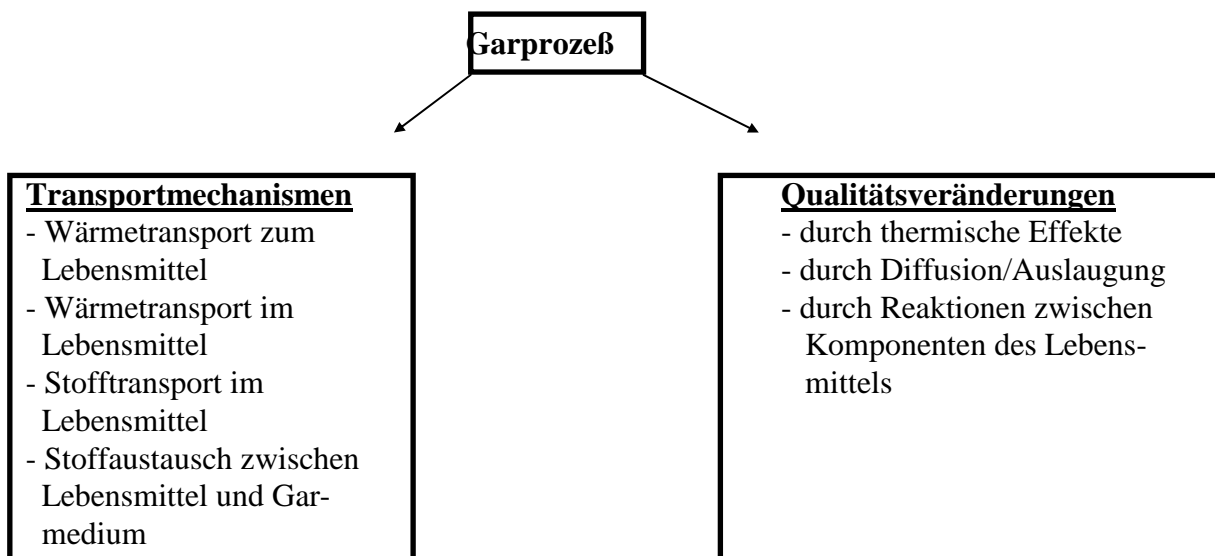 Garprozeß
Transportmechanismen
- Wärmetransport zum
Lebensmittel
- Wärmetransport im
Lebensmittel
- Stofftransport im
Lebensmittel
- Stoffaustausch zwischen
Lebensmittel und Gar-
medium
Qualitätsveränderungen
- durch thermische Effekte
- durch Diffusion/Auslaugung
- durch Reaktionen zwischen
Komponenten des Lebens-
mittels